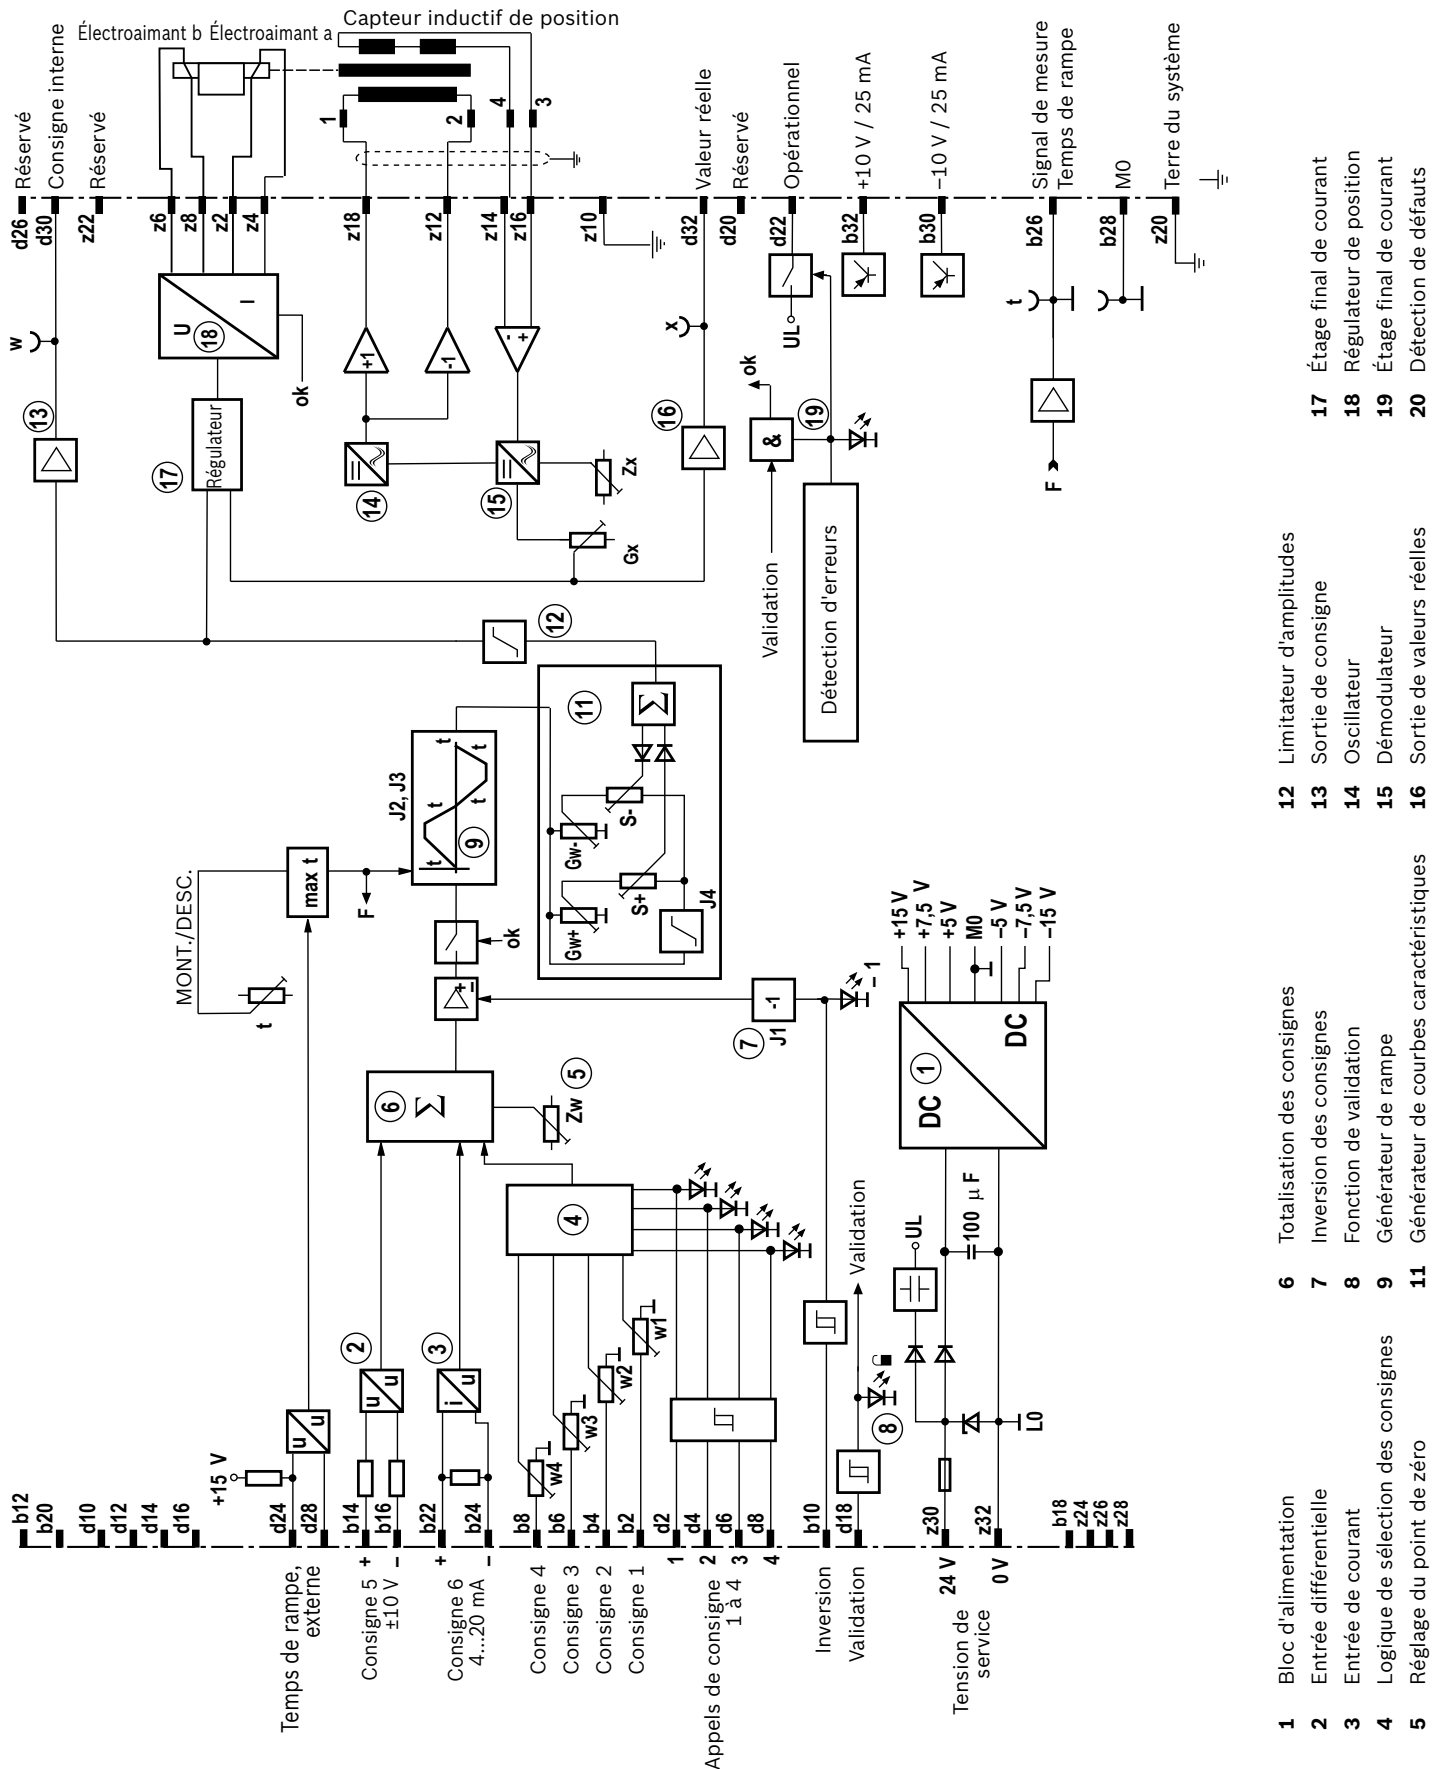 Réservé
Consigne interne
Réservé
Électroaimant b
Électroaimant a
Capteur inductif de position
1
2
4
3
Valeur réelle
Réservé
Opérationnel
+10 V / 25 mA
−10 V / 25 mA
Signal de mesure
Temps de rampe
M0
Terre du système
d26
d30
z22
z6
z8
z2
z4
z18
z12
z14
z16
z10
d32
d20
d22
b32
b30
b26
b28
z20
w
U
18
I
ok
+1
-1
-
+
x
UL
t
13
17
Régulateur
14
15
Zx
Gx
16
ok
&
19
Validation
Détection d'erreurs
F
12
J2, J3
t
t
t
t
9
11
Σ
S-
Gw-
S+
Gw+
J4
MONT./DESC.
t
max t
F
ok
+
−
-1
7
J1
−1
6
Σ
5
Zw
4
+15 V
+7,5 V
+5 V
M0
−5 V
−7,5 V
−15 V
DC
1
DC
Validation
UL
100 µF
2
3
u
u
u
u
i
u
w1
w2
w3
w4
8
L0
+15 V
b12
b20
d10
d12
d14
d16
d24
d28
b14
b16
b22
b24
b8
b6
b4
b2
d2
d4
d6
d8
b10
d18
z30
z32
b18
z24
z26
z28
Temps de rampe,
externe
Consigne 5
±10 V
+
−
Consigne 6
4...20 mA
+
−
Consigne 4
Consigne 3
Consigne 2
Consigne 1
Appels de consigne
1 à 4
1
2
3
4
Inversion
Validation
Tension de
service
24 V
0 V
1 Bloc d'alimentation
2 Entrée différentielle
3 Entrée de courant
4 Logique de sélection des consignes
5 Réglage du point de zéro
6 Totalisation des consignes
7 Inversion des consignes
8 Fonction de validation
9 Générateur de rampe
11 Générateur de courbes caractéristiques
12 Limitateur d'amplitudes
13 Sortie de consigne
14 Oscillateur
15 Démodulateur
16 Sortie de valeurs réelles
17 Étage final de courant
18 Régulateur de position
19 Étage final de courant
20 Détection de défauts